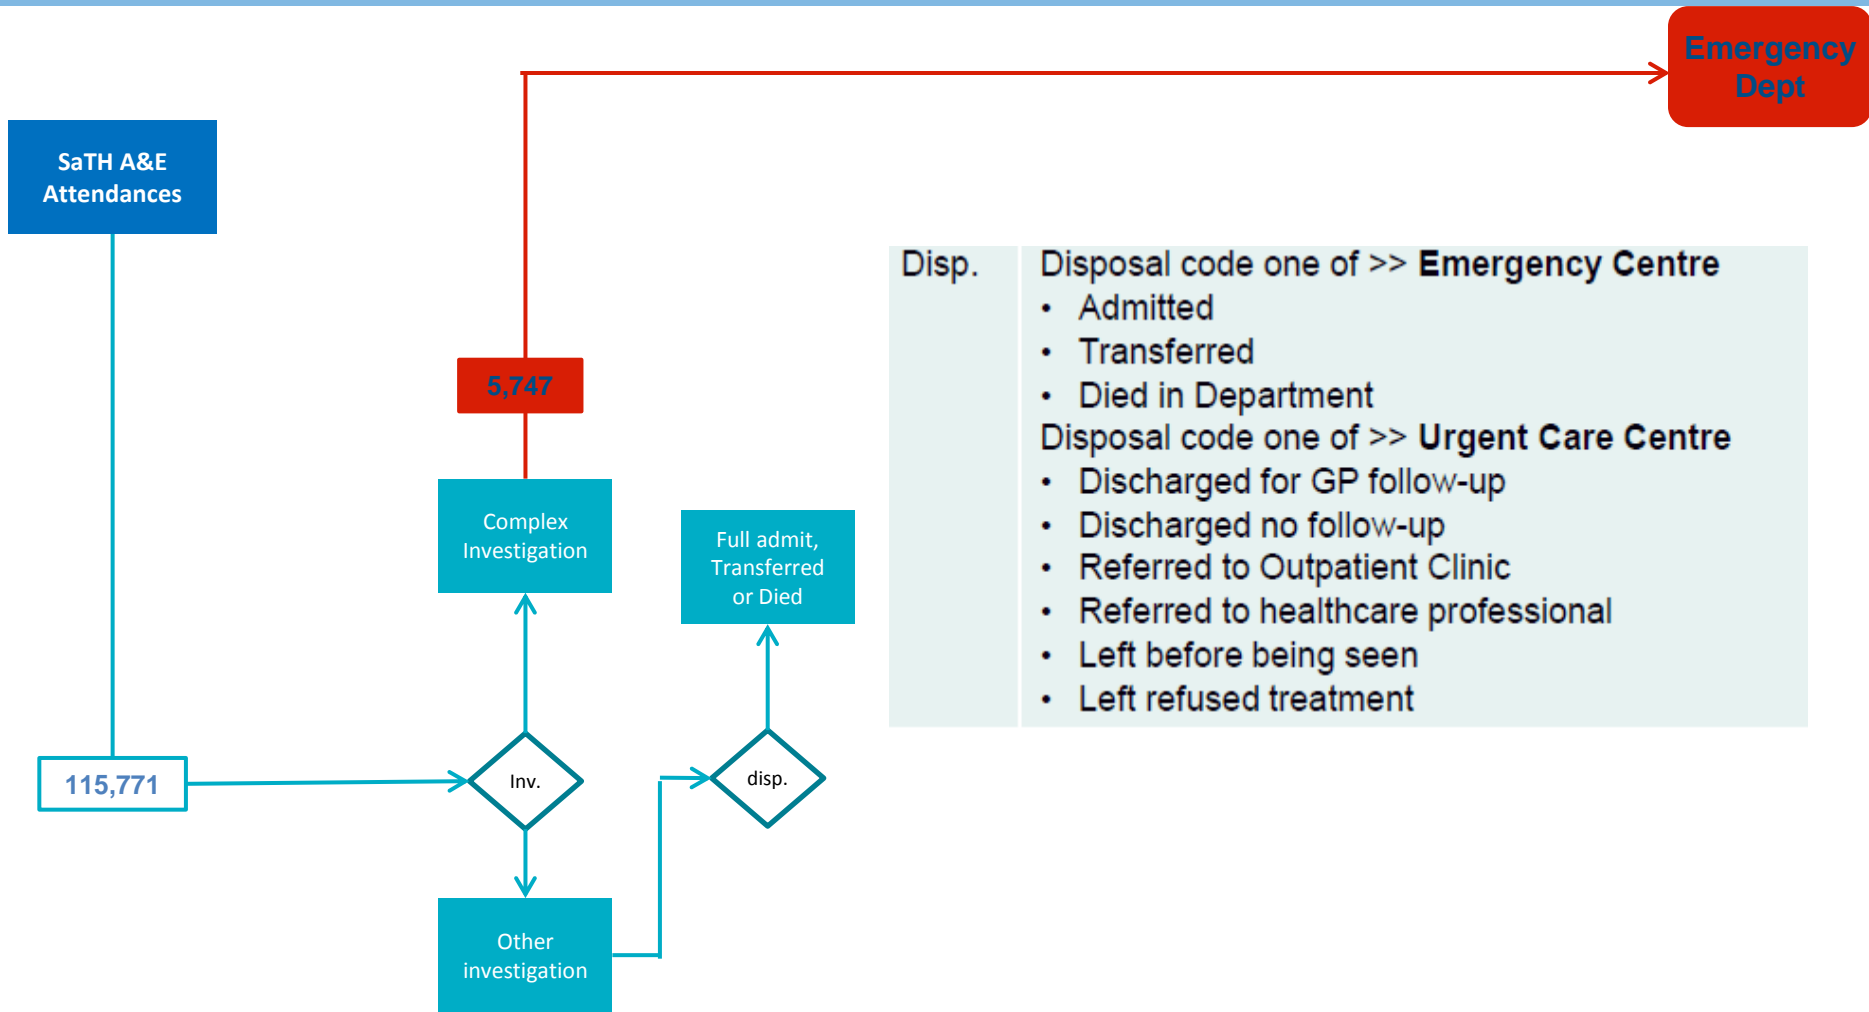 Emergency
Dept
SaTH A&E
Attendances
5,747
Complex
Investigation
Full admit,
Transferred
or Died
115,771
Inv.
disp.
Other
investigation
Disp.
Disposal code one of >> Emergency Centre
• Admitted
• Transferred
• Died in Department
Disposal code one of >> Urgent Care Centre
• Discharged for GP follow-up
• Discharged no follow-up
• Referred to Outpatient Clinic
• Referred to healthcare professional
• Left before being seen
• Left refused treatment